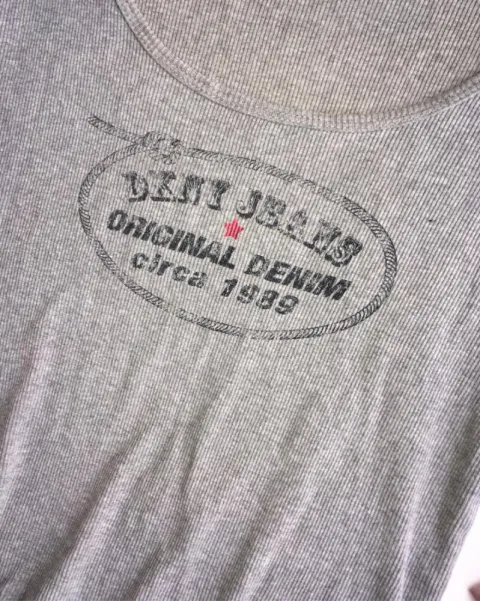 DKNY JEANS
ORIGINAL DENIM
circa 1989